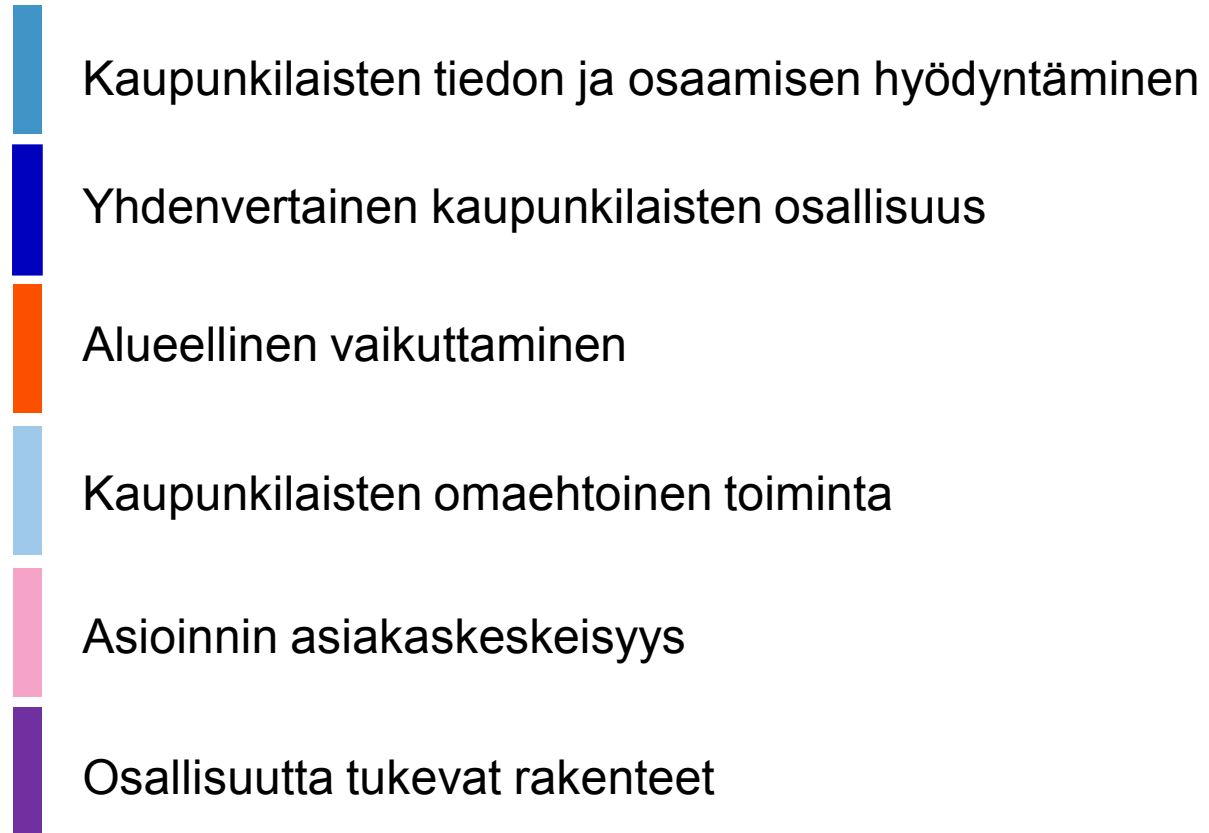 Kaupunkilaisten tiedon ja osaamisen hyödyntäminen
Yhdenvertainen kaupunkilaisten osallisuus
Alueellinen vaikuttaminen
Kaupunkilaisten omaehtoinen toiminta
Asioinnin asiakaskeskeisyys
Osallisuutta tukevat rakenteet